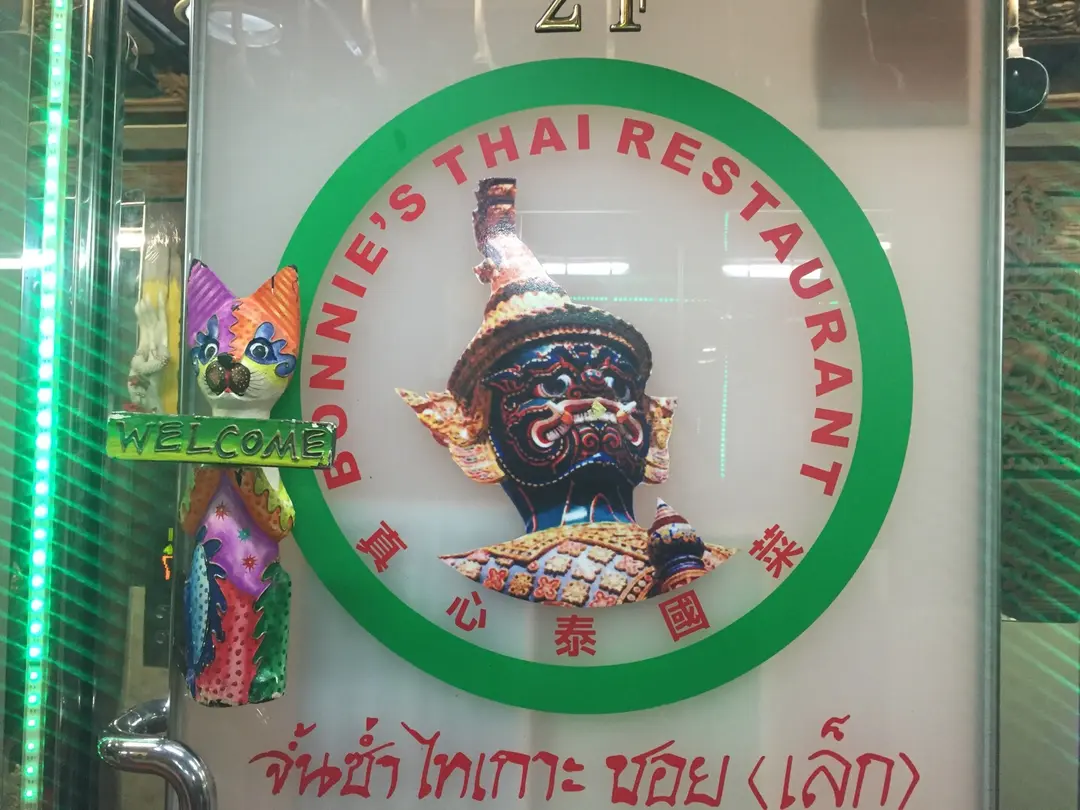 2F
BONNIE'S THAI RESTAURANT
WELCOME
真心泰國菜
จิ้นซ่ำไทเกาะ ซอย (เล็ก)